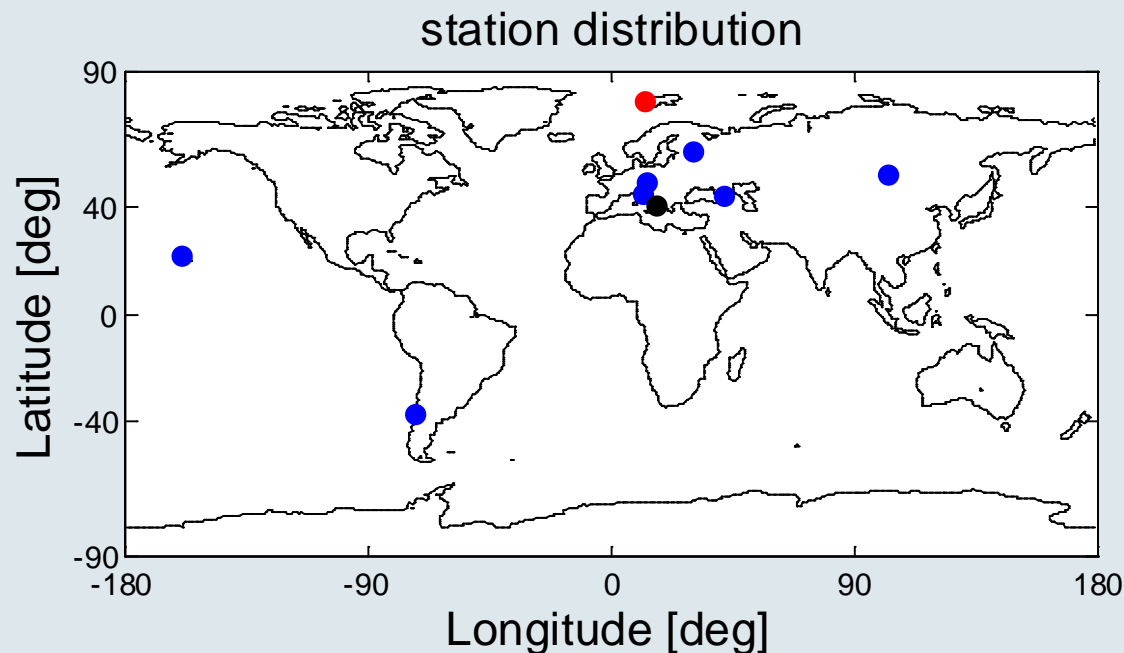 station distribution
90
40
0
-40
-90
Latitude [deg]
-180 -90 0 90 180
Longitude [deg]